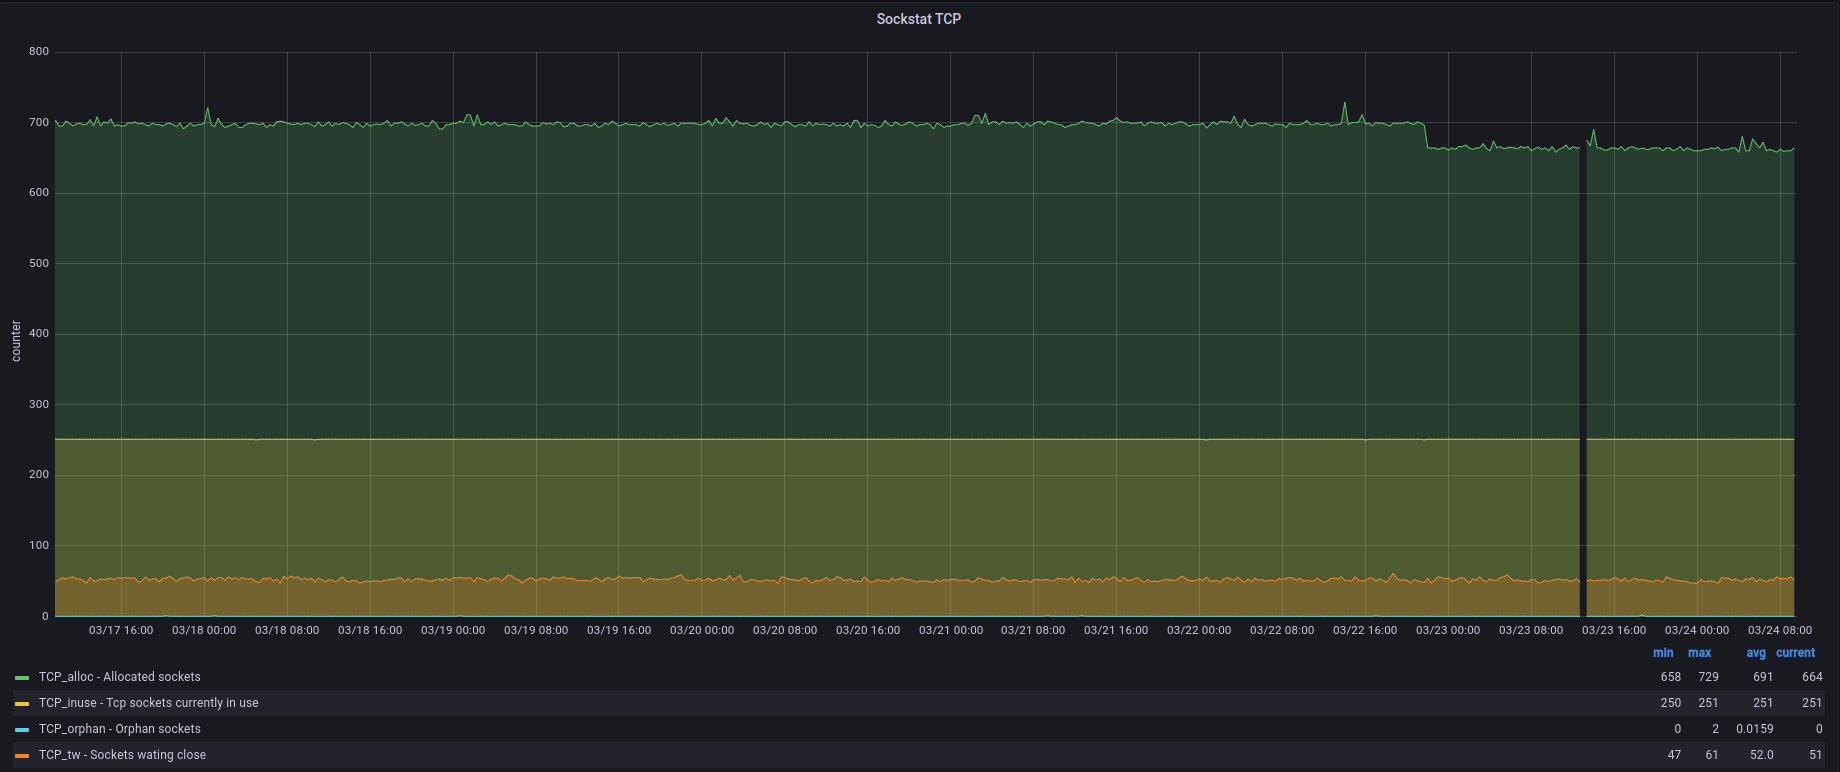 Sockstat TCP
800
700
600
500
400
300
200
100
0
counter
03/17 16:00 03/18 00:00 03/18 08:00 03/18 16:00 03/19 00:00 03/19 08:00 03/19 16:00 03/20 00:00 03/20 08:00 03/20 16:00 03/21 00:00 03/21 08:00 03/21 16:00 03/22 00:00 03/22 08:00 03/22 16:00 03/23 00:00 03/23 08:00 03/23 16:00 03/24 00:00 03/24 08:00
min max avg current
TCP_alloc - Allocated sockets 658 729 691 664
TCP_inuse - Tcp sockets currently in use 250 251 251 251
TCP_orphan - Orphan sockets 0 2 0.0159 0
TCP_tw - Sockets wating close 47 61 52.0 51